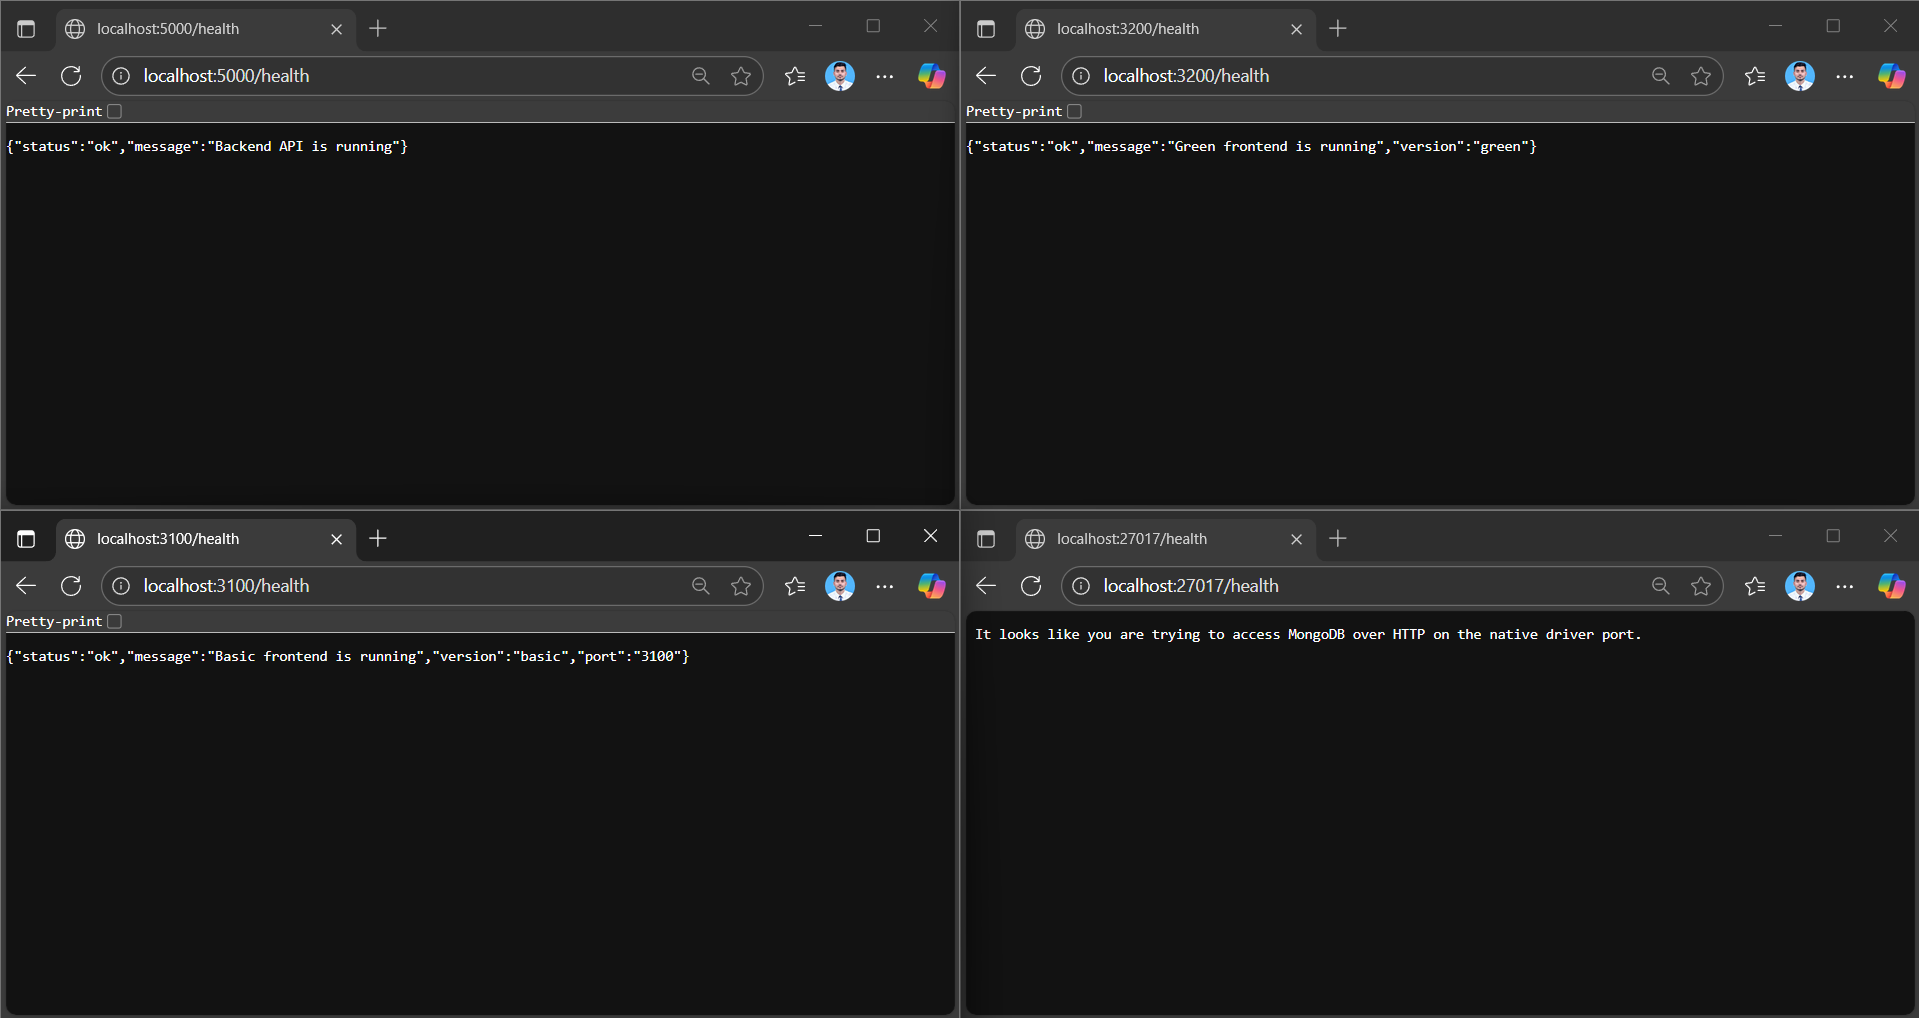 localhost:5000/health
localhost:5000/health
Pretty-print
{"status":"ok","message":"Backend API is running"}
localhost:3200/health
localhost:3200/health
Pretty-print
{"status":"ok","message":"Green frontend is running","version":"green"}
localhost:3100/health
localhost:3100/health
Pretty-print
{"status":"ok","message":"Basic frontend is running","version":"basic","port":"3100"}
localhost:27017/health
localhost:27017/health
It looks like you are trying to access MongoDB over HTTP on the native driver port.